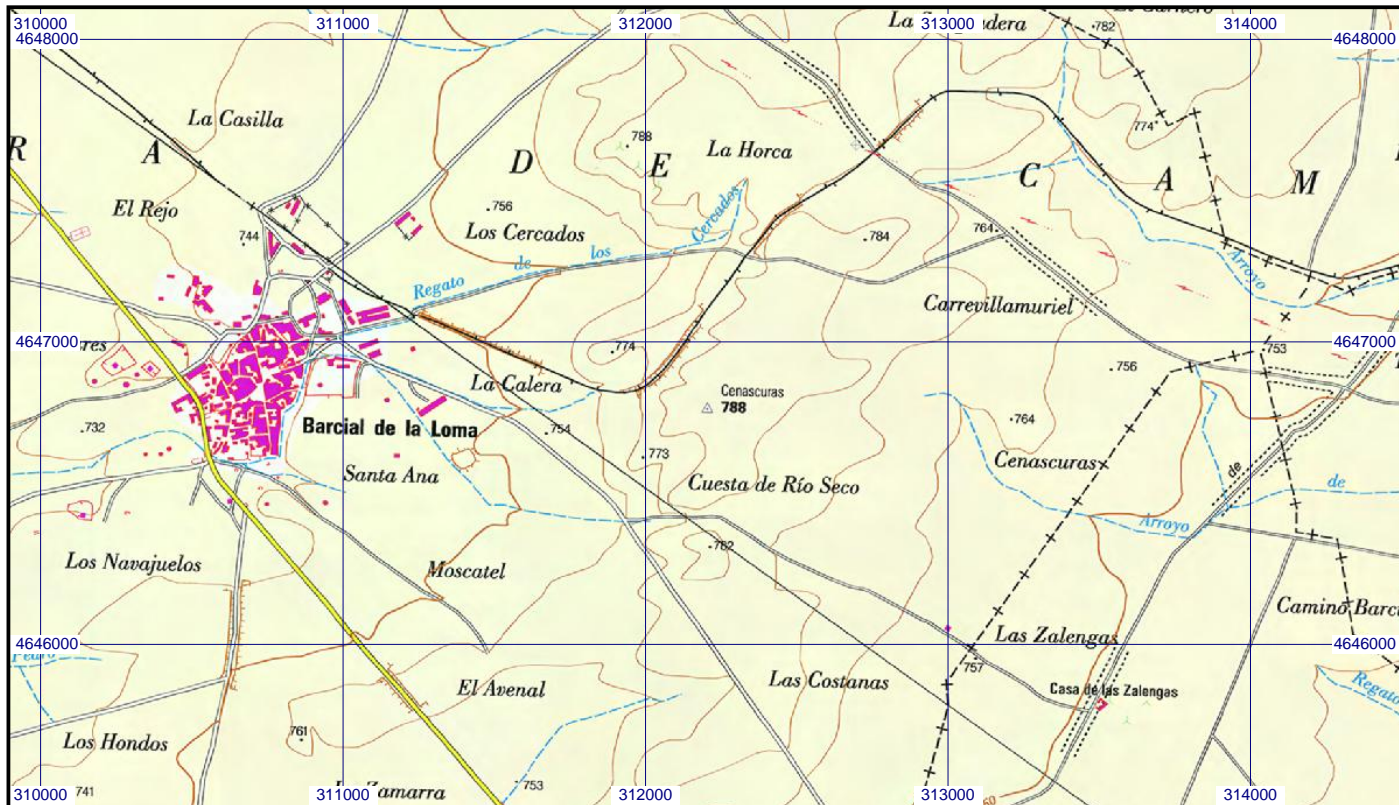 310000 311000 312000 313000 314000
4648000 4648000
782
La Casilla
788
774
R A D E C A M
La Horca
El Rejo
756
744
Los Cercados
784
764
Regato de los Cercados
Arroyo
Carrevillamuriel
4647000 4647000
774
753
La Calera
Cenascuras
788
756
732
Barcial de la Loma
754
764
773
Cenascuras
Santa Ana
Cuesta de Río Seco
de
de
Arroyo
782
Los Navajuelos
Moscatel
Camino Barci
4646000 4646000
Las Zalengas
Pedro
757
El Avenal
Las Costanas
Casa de las Zalengas
Regato
761
Los Hondos
741
Zamarra
753
310000 311000 312000 313000 314000